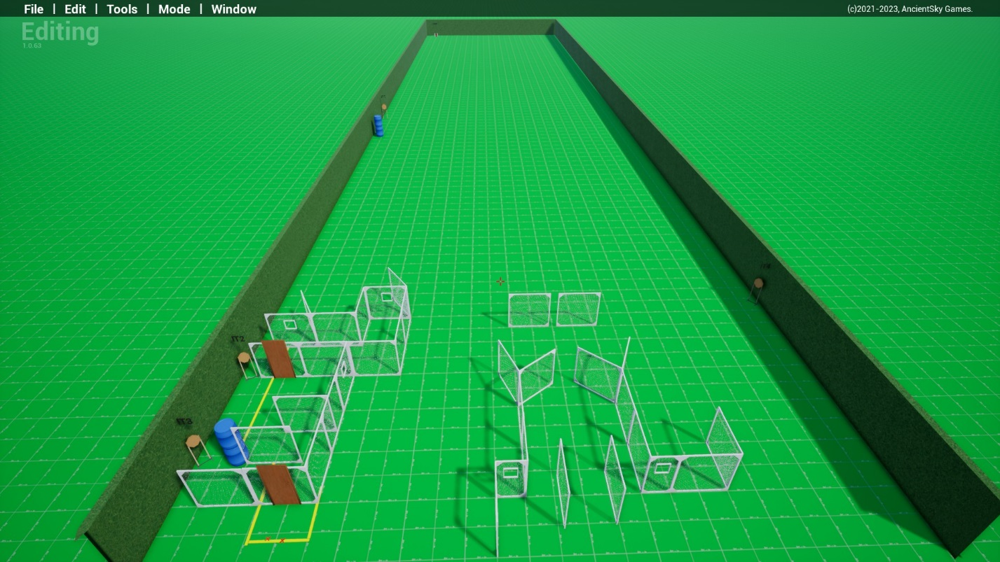 File | Edit | Tools | Mode | Window
(c)2021-2023, AncientSky Games.
Editing
1.0.63